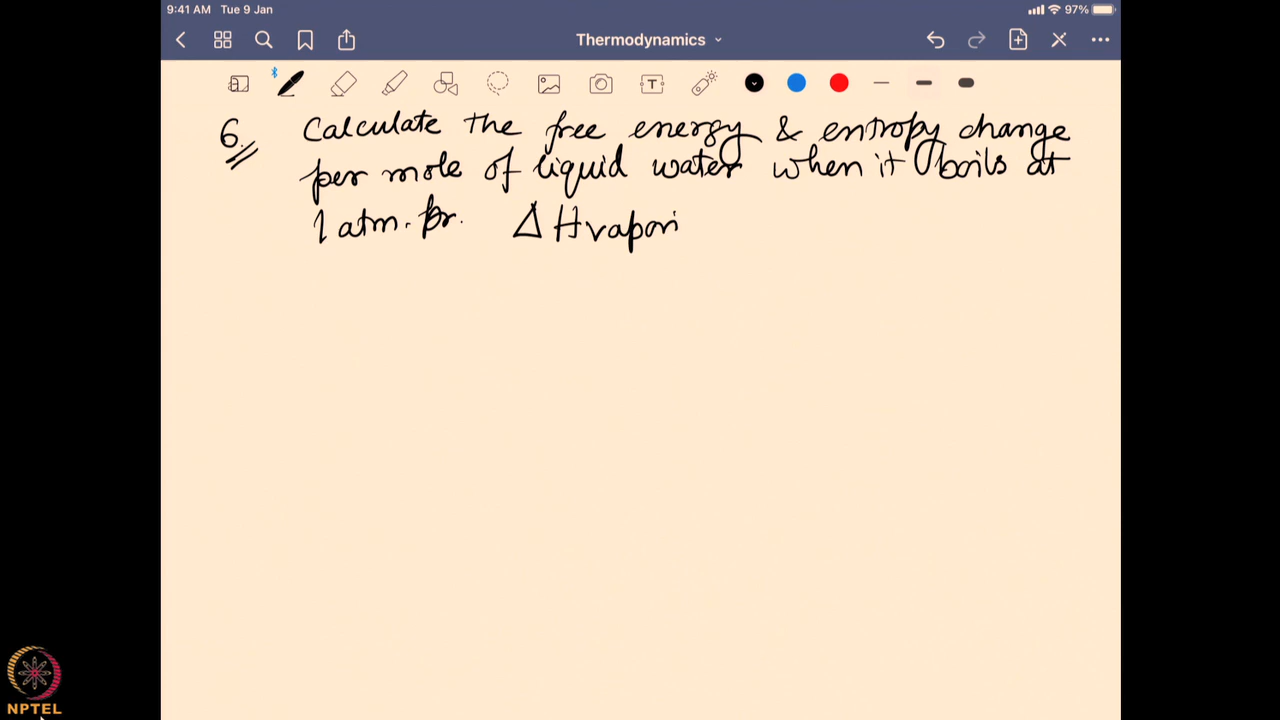 9:41 AM Tue 9 Jan
97%
Thermodynamics
T
6. Calculate the free energy & entropy change
per mole of liquid water when it boils at
1 atm. pr. ΔHvapori
NPTEL